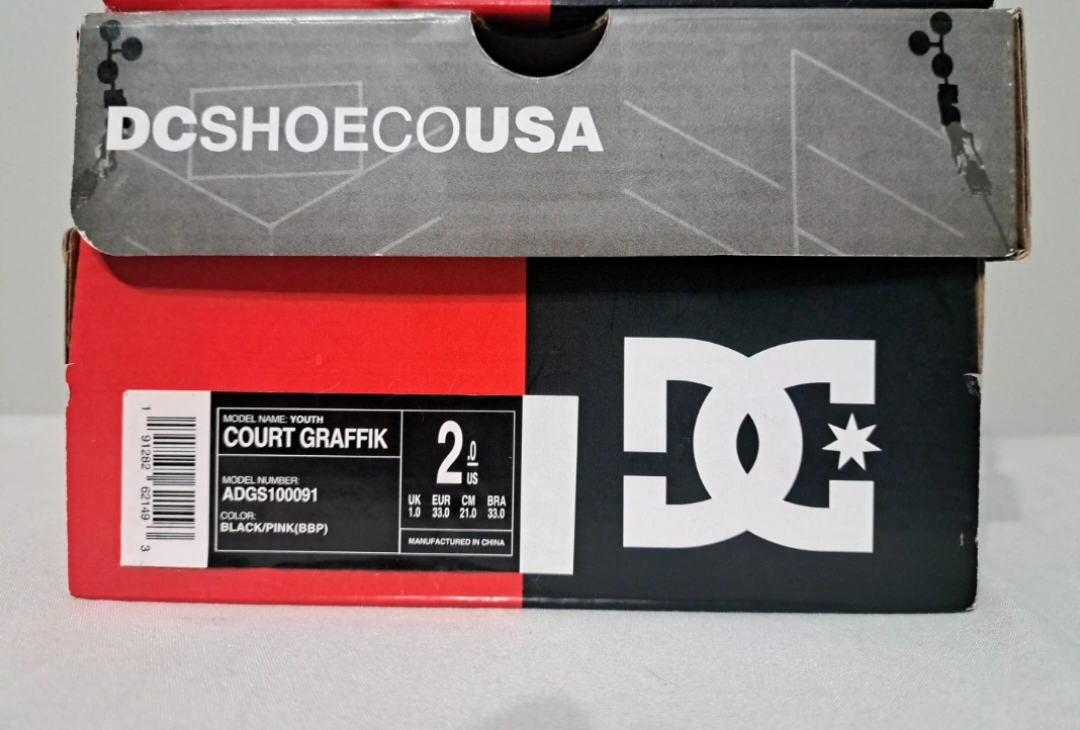 DCSHOECOUSA
MODEL NAME: YOUTH
COURT GRAFFIK
MODEL NUMBER:
ADGS100091
COLOR:
BLACK/PINK(BBP)
2.0 US
UK EUR CM BRA
1.0 33.0 21.0 33.0
MANUFACTURED IN CHINA
1 91282 62149 3
DC